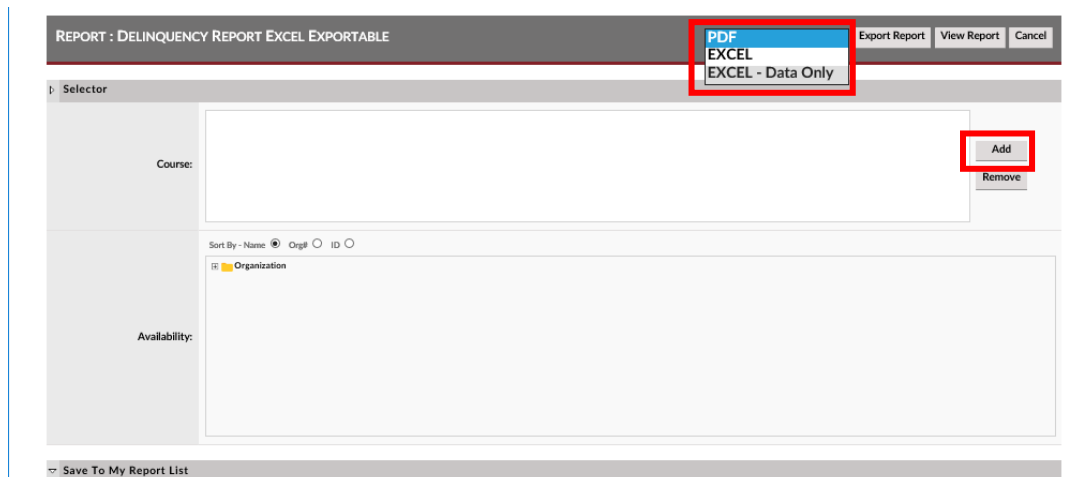 REPORT : DELINQUENCY REPORT EXCEL EXPORTABLE
PDF
EXCEL
EXCEL - Data Only
Export Report
View Report
Cancel
Selector
Course:
Add
Remove
Sort By - Name Org# ID
Organization
Availability:
Save To My Report List